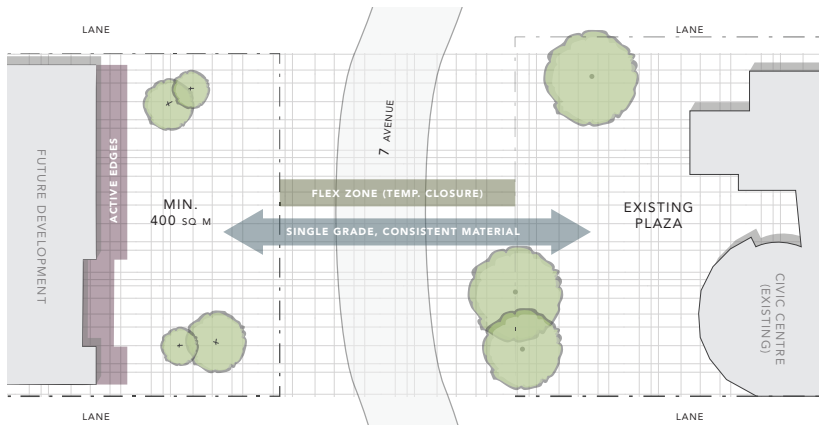 LANE
LANE
7 AVENUE
FUTURE DEVELOPMENT
ACTIVE EDGES
MIN.
400 SQ M
FLEX ZONE (TEMP. CLOSURE)
SINGLE GRADE, CONSISTENT MATERIAL
EXISTING
PLAZA
CIVIC CENTRE
(EXISTING)
LANE
LANE